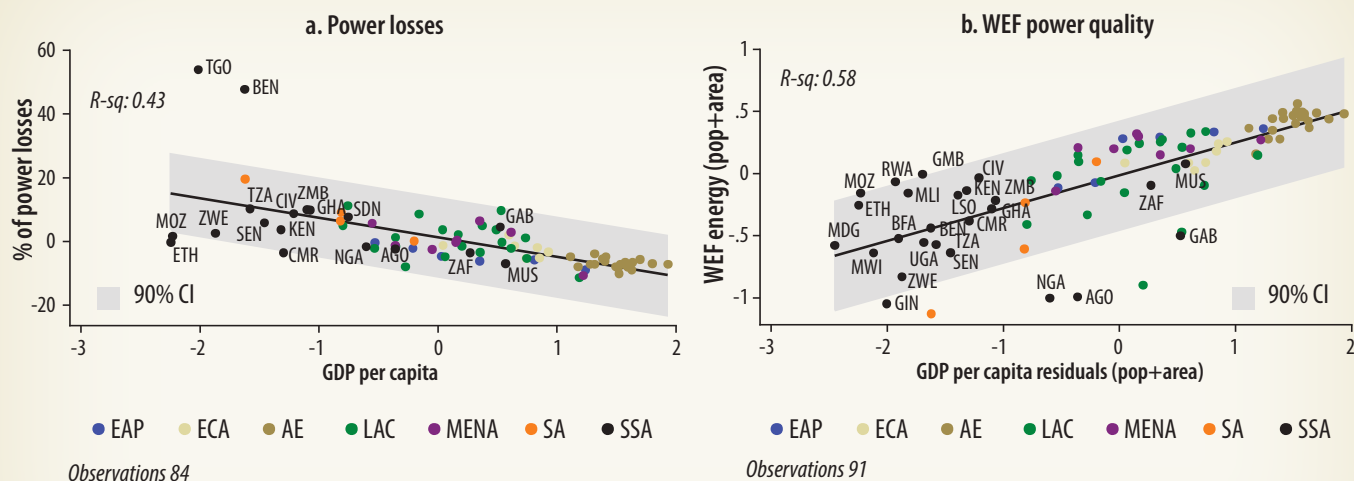 a. Power losses
60
40
20
0
-20
% of power losses
R-sq: 0.43
TGO
BEN
MOZ
ETH
ZWE
TZA
SEN
CIV
KEN
CMR
ZMB
GHA
SDN
NGA
AGO
ZAF
GAB
MUS
90% CI
-3 -2 -1 0 1 2
GDP per capita
EAP ECA AE LAC MENA SA SSA
Observations 84
b. WEF power quality
1
.5
0
-.5
-1
WEF energy (pop+area)
R-sq: 0.58
MOZ
RWA
GMB
CIV
ETH
MLI
KEN
ZMB
LSO
GHA
MDG
BFA
BEN
CMR
MWI
UGA
TZA
SEN
ZWE
GIN
NGA
AGO
ZAF
MUS
GAB
90% CI
-3 -2 -1 0 1 2
GDP per capita residuals (pop+area)
EAP ECA AE LAC MENA SA SSA
Observations 91